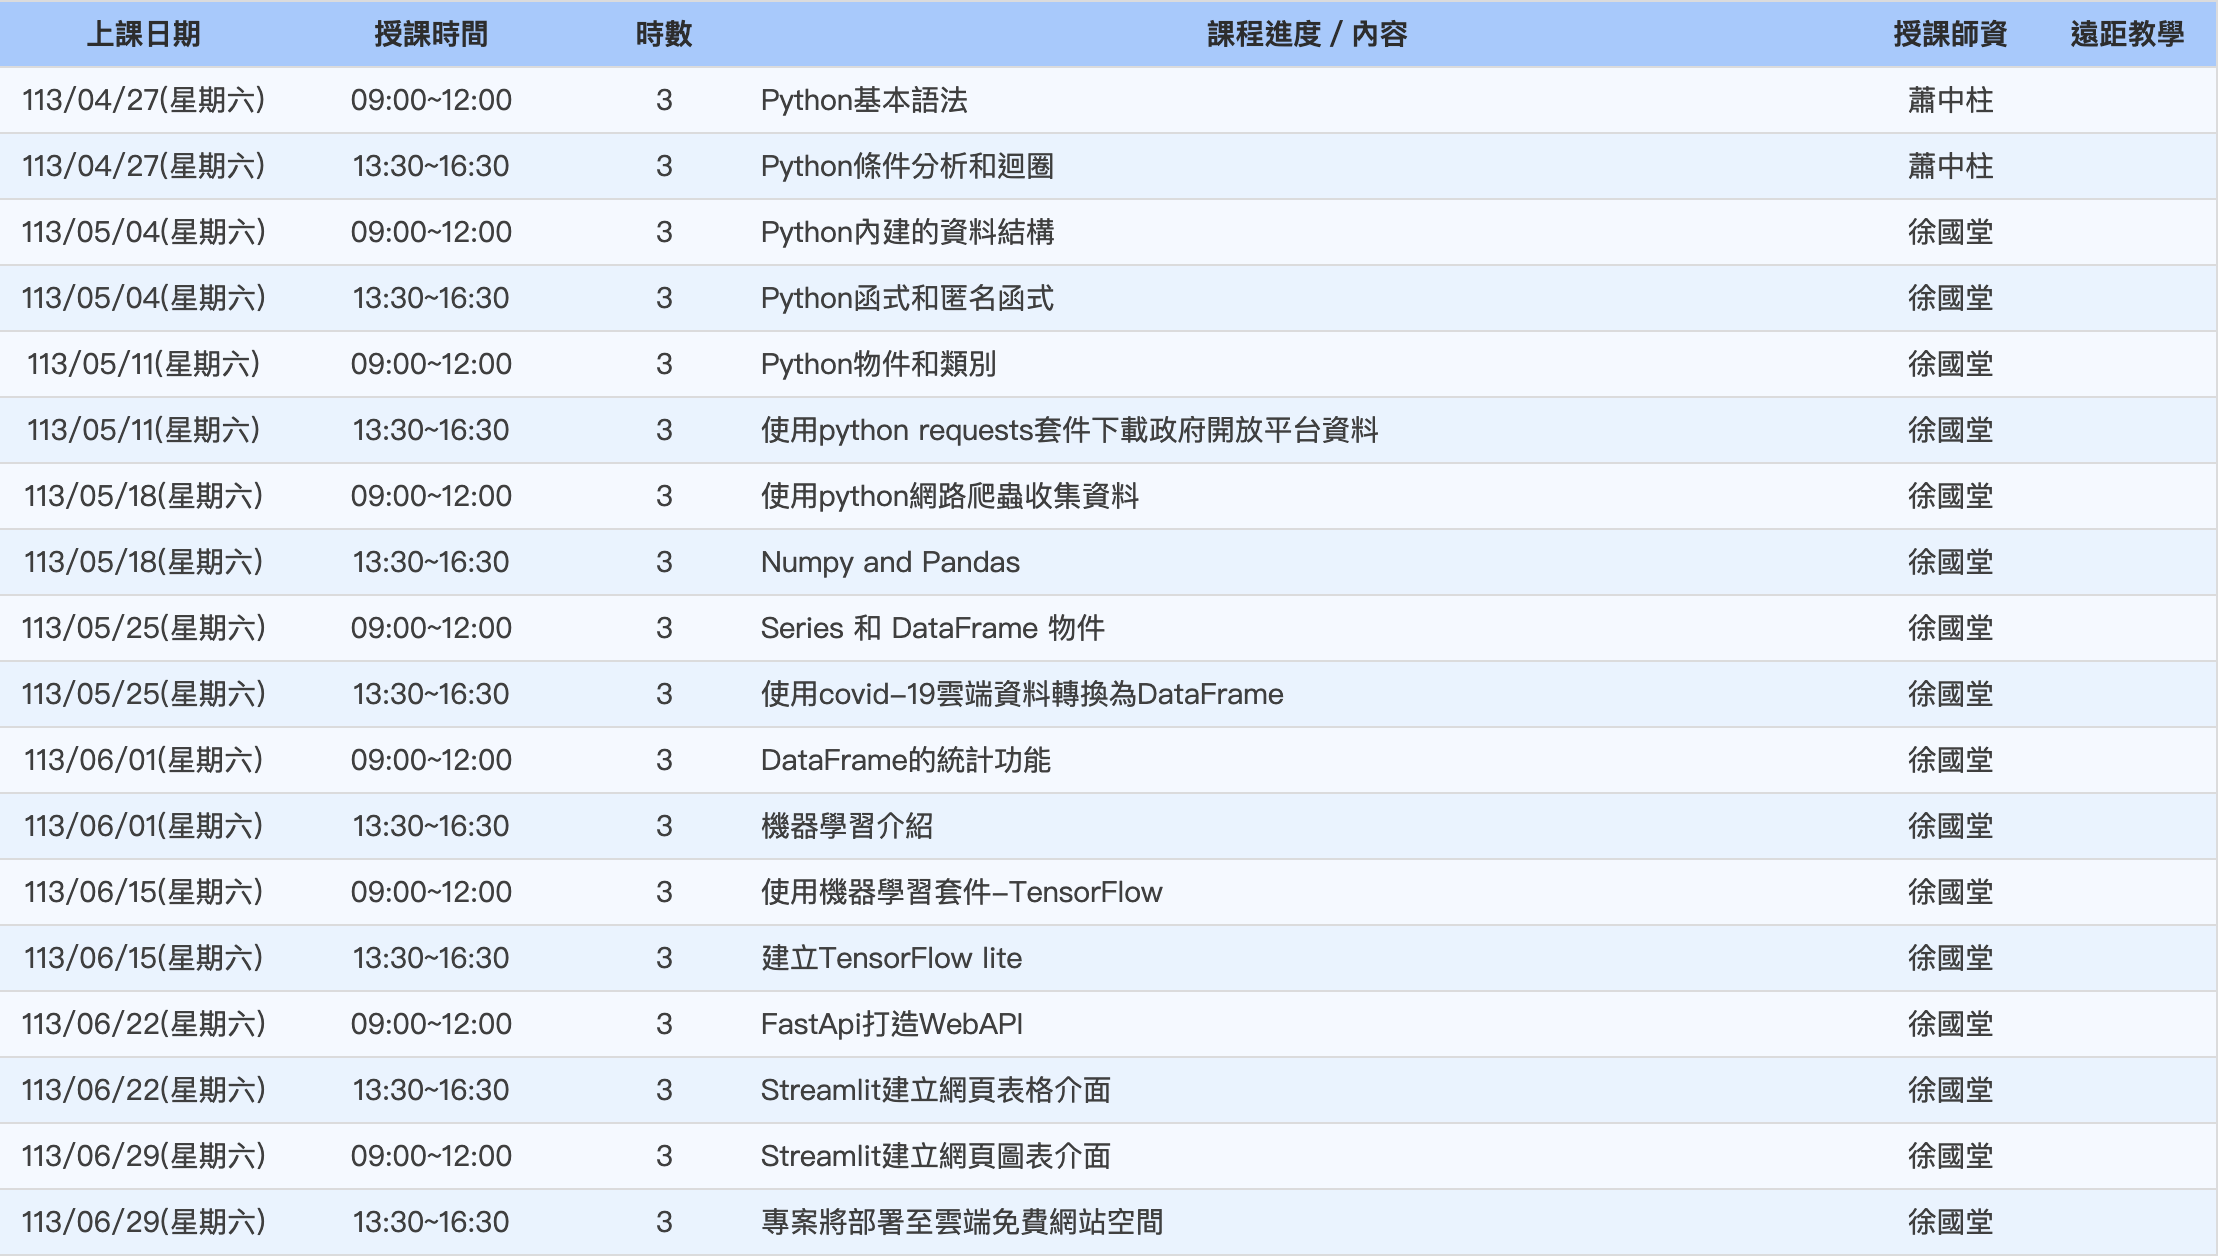 上課日期 授課時間 時數 課程進度 / 內容 授課師資 遠距教學
113/04/27(星期六) 09:00~12:00 3 Python基本語法 蕭中柱
113/04/27(星期六) 13:30~16:30 3 Python條件分析和迴圈 蕭中柱
113/05/04(星期六) 09:00~12:00 3 Python內建的資料結構 徐國堂
113/05/04(星期六) 13:30~16:30 3 Python函式和匿名函式 徐國堂
113/05/11(星期六) 09:00~12:00 3 Python物件和類別 徐國堂
113/05/11(星期六) 13:30~16:30 3 使用python requests套件下載政府開放平台資料 徐國堂
113/05/18(星期六) 09:00~12:00 3 使用python網路爬蟲收集資料 徐國堂
113/05/18(星期六) 13:30~16:30 3 Numpy and Pandas 徐國堂
113/05/25(星期六) 09:00~12:00 3 Series 和 DataFrame 物件 徐國堂
113/05/25(星期六) 13:30~16:30 3 使用covid-19雲端資料轉換為DataFrame 徐國堂
113/06/01(星期六) 09:00~12:00 3 DataFrame的統計功能 徐國堂
113/06/01(星期六) 13:30~16:30 3 機器學習介紹 徐國堂
113/06/15(星期六) 09:00~12:00 3 使用機器學習套件-TensorFlow 徐國堂
113/06/15(星期六) 13:30~16:30 3 建立TensorFlow lite 徐國堂
113/06/22(星期六) 09:00~12:00 3 FastApi打造WebAPI 徐國堂
113/06/22(星期六) 13:30~16:30 3 Streamlit建立網頁表格介面 徐國堂
113/06/29(星期六) 09:00~12:00 3 Streamlit建立網頁圖表介面 徐國堂
113/06/29(星期六) 13:30~16:30 3 專案將部署至雲端免費網站空間 徐國堂